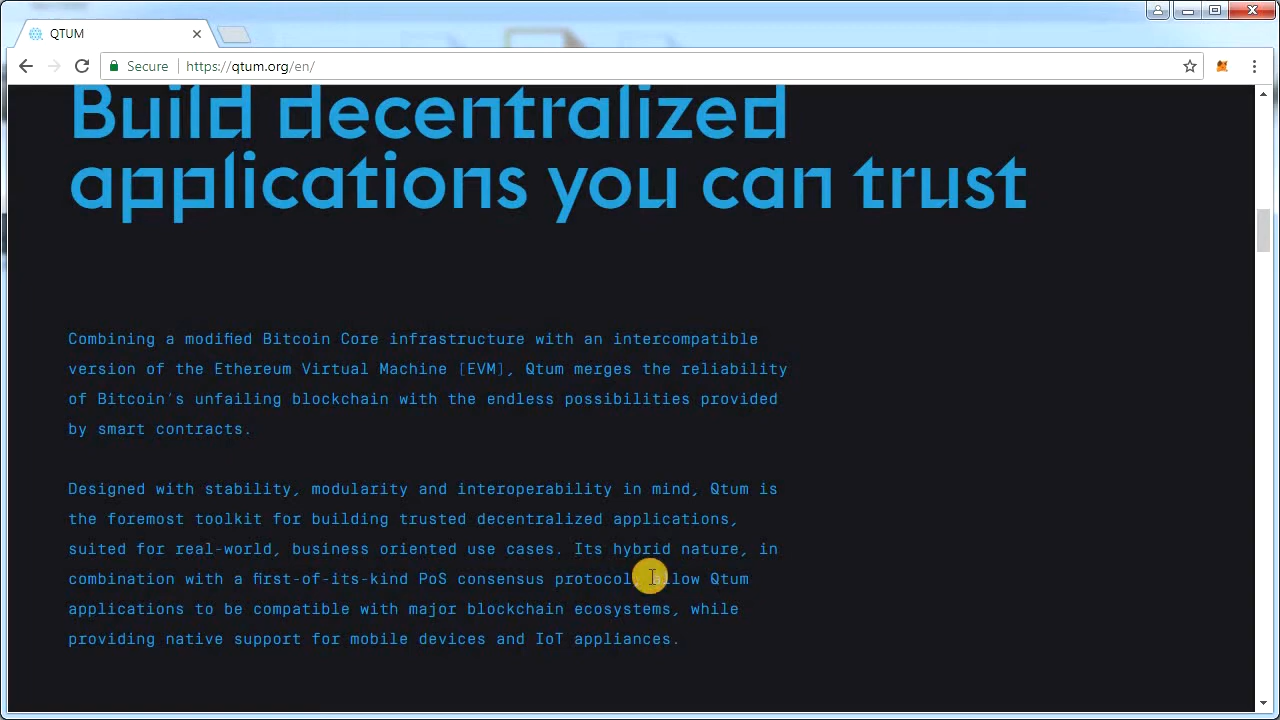 QTUM
Secure
https://qtum.org/en/
Build decentralized
applications you can trust
Combining a modified Bitcoin Core infrastructure with an intercompatible
version of the Ethereum Virtual Machine [EVM], Qtum merges the reliability
of Bitcoin's unfailing blockchain with the endless possibilities provided
by smart contracts.
Designed with stability, modularity and interoperability in mind, Qtum is
the foremost toolkit for building trusted decentralized applications,
suited for real-world, business oriented use cases. Its hybrid nature, in
combination with a first-of-its-kind PoS consensus protocol, allow Qtum
applications to be compatible with major blockchain ecosystems, while
providing native support for mobile devices and IoT appliances.